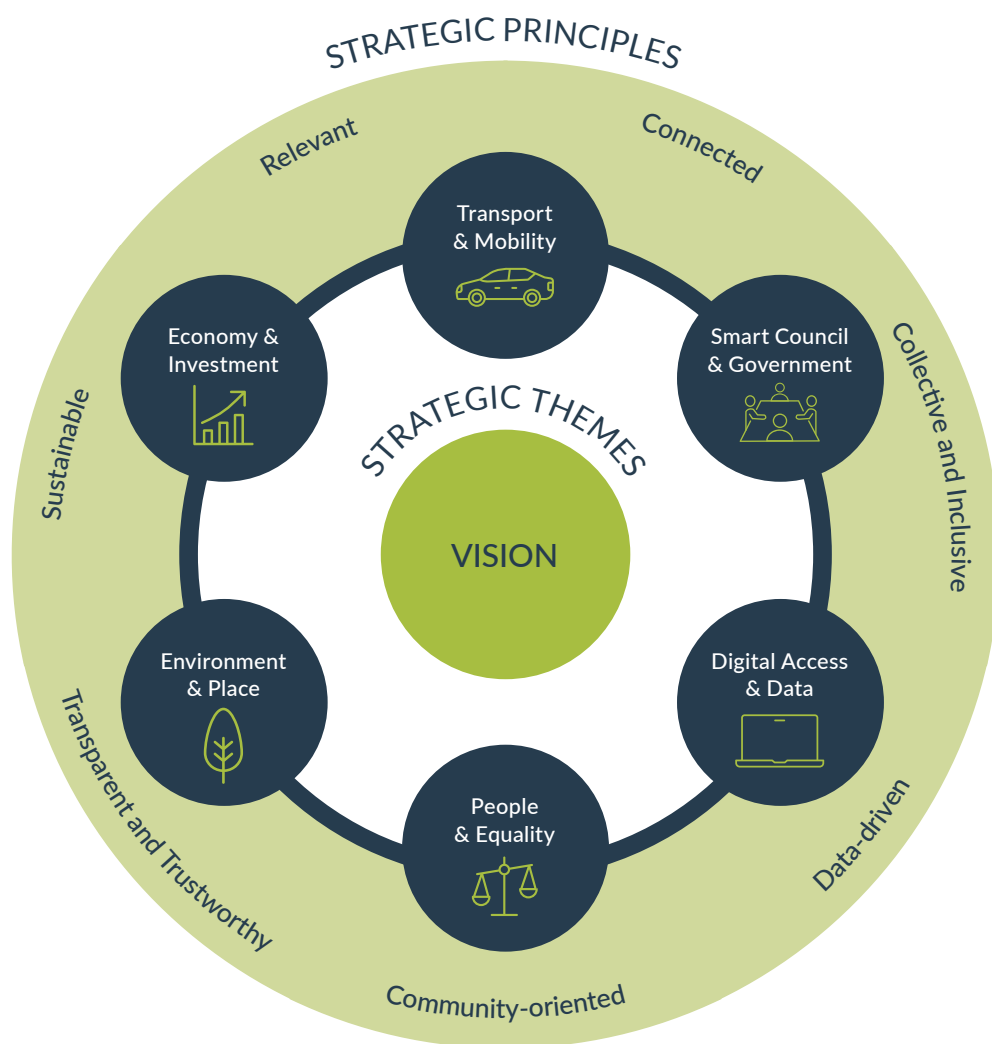 STRATEGIC PRINCIPLES
Relevant
Connected
Collective and Inclusive
Data-driven
Community-oriented
Transparent and Trustworthy
Sustainable
Transport
& Mobility
Smart Council
& Government
Digital Access
& Data
People
& Equality
Environment
& Place
Economy &
Investment
STRATEGIC THEMES
VISION